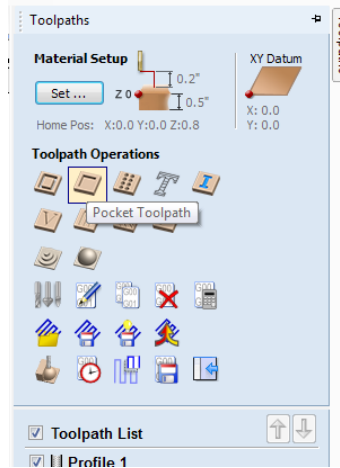 Toolpaths
Material Setup
XY Datum
0.2"
Set ...
Z 0
0.5"
X: 0.0
Home Pos: X:0.0 Y:0.0 Z:0.8
Y: 0.0
Toolpath Operations
Pocket Toolpath
Toolpath List
Profile 1